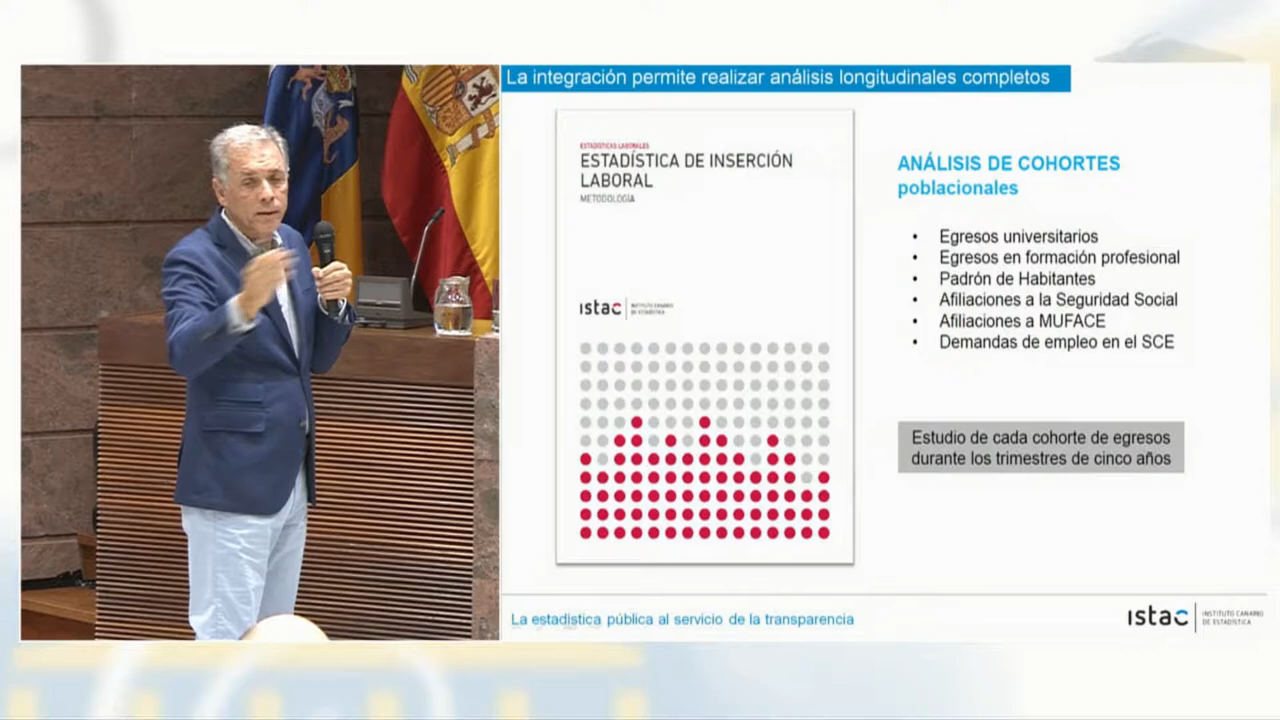 La integración permite realizar análisis longitudinales completos
ESTADÍSTICAS LABORALES
ESTADÍSTICA DE INSERCIÓN
LABORAL
METODOLOGÍA
istac
INSTITUTO CANARIO
DE ESTADÍSTICA
ANÁLISIS DE COHORTES
poblacionales
• Egresos universitarios
• Egresos en formación profesional
• Padrón de Habitantes
• Afiliaciones a la Seguridad Social
• Afiliaciones a MUFACE
• Demandas de empleo en el SCE
Estudio de cada cohorte de egresos
durante los trimestres de cinco años
La estadística pública al servicio de la transparencia
istac
INSTITUTO CANARIO
DE ESTADÍSTICA